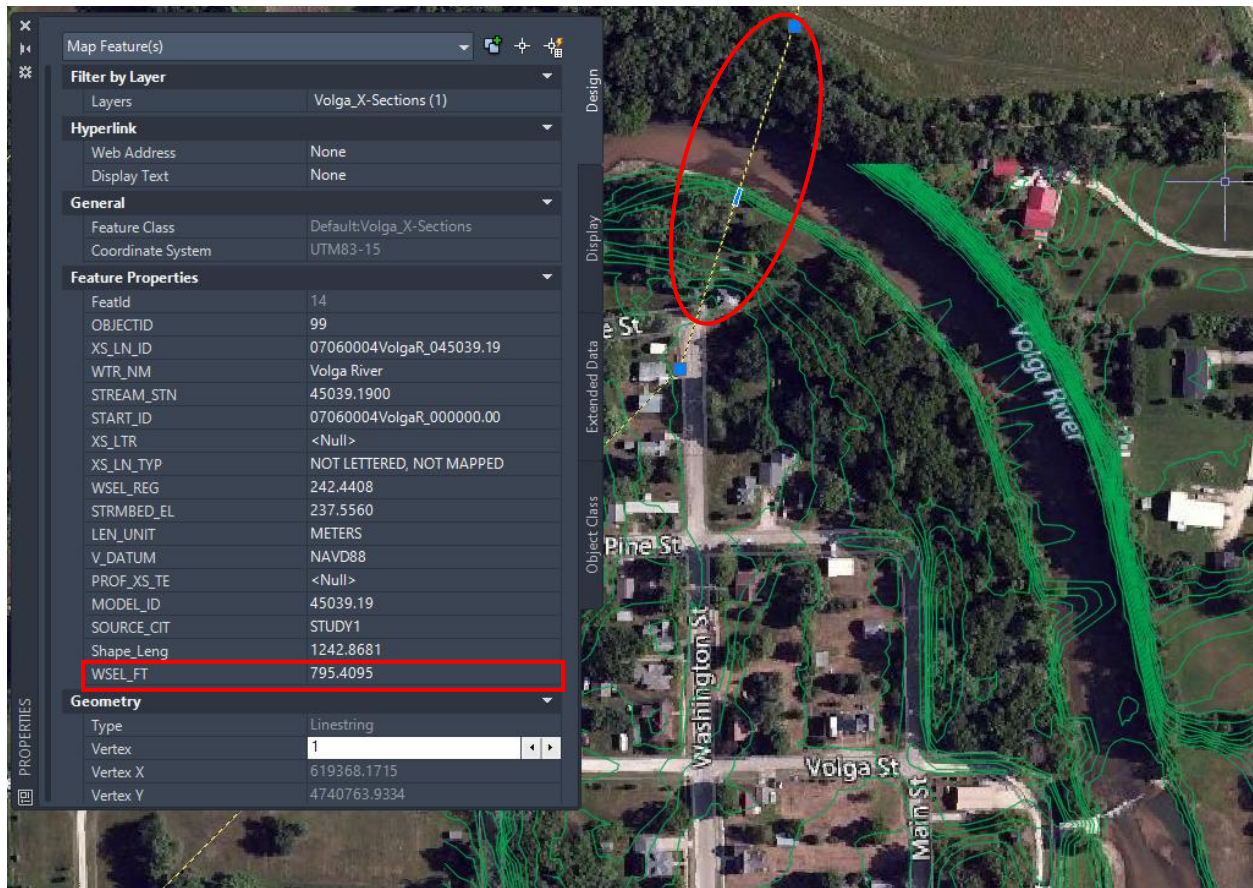 Map Feature(s)
Filter by Layer
Layers Volga_X-Sections (1)
Hyperlink
Web Address None
Display Text None
General
Feature Class Default:Volga_X-Sections
Coordinate System UTM83-15
Feature Properties
FeatId 14
OBJECTID 99
XS_LN_ID 07060004VolgaR_045039.19
WTR_NM Volga River
STREAM_STN 45039.1900
START_ID 07060004VolgaR_000000.00
XS_LTR <Null>
XS_LN_TYP NOT LETTERED, NOT MAPPED
WSEL_REG 242.4408
STRMBED_EL 237.5560
LEN_UNIT METERS
V_DATUM NAVD88
PROF_XS_TE <Null>
MODEL_ID 45039.19
SOURCE_CIT STUDY1
Shape_Leng 1242.8681
WSEL_FT 795.4095
Geometry
Type Linestring
Vertex 1
Vertex X 619368.1715
Vertex Y 4740763.9334
PROPERTIES
Design
Display
Extended Data
Object Class
e St
Pine St
Washington St
Volga St
Main St
Volga River